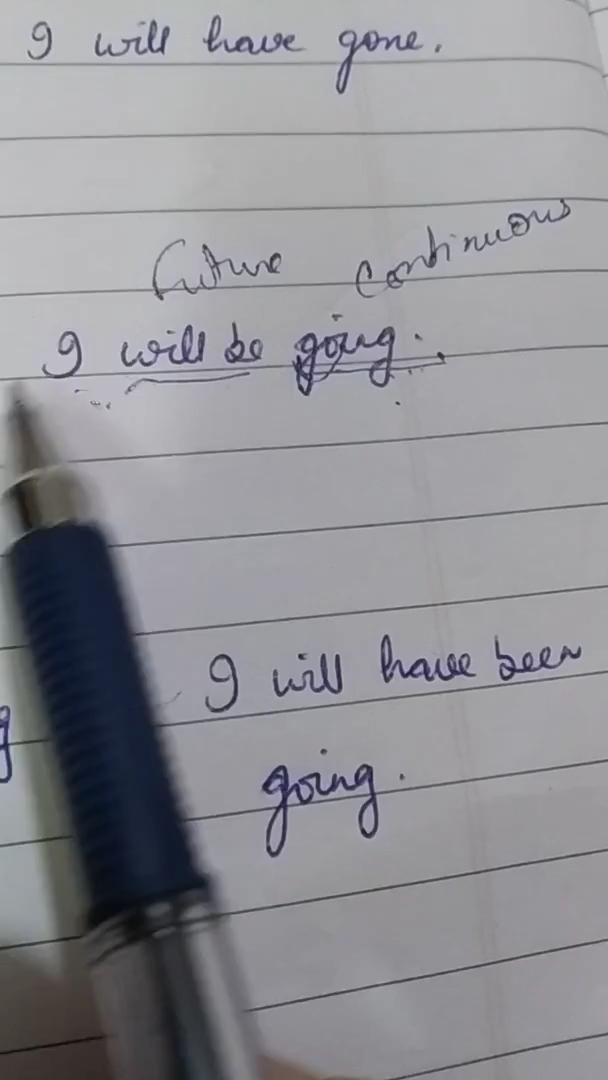 I will have gone.
Future continuous
I will be going.
I will have been
going.